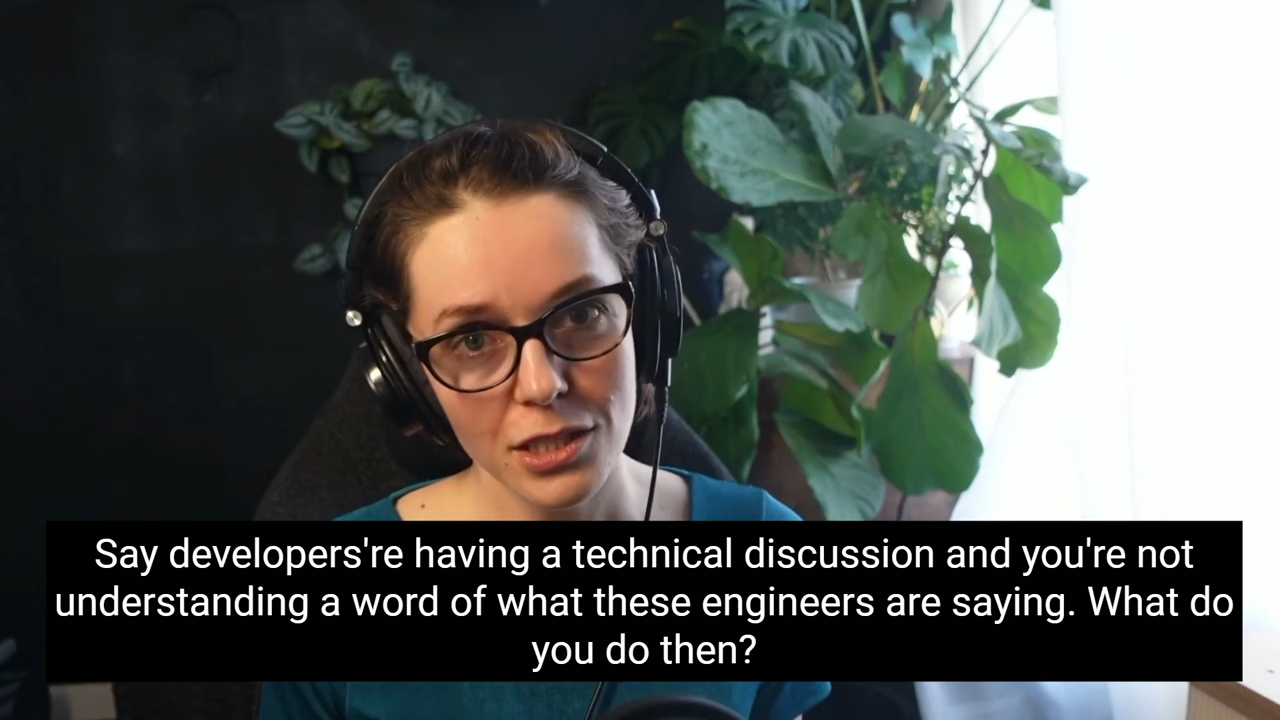 Say developers're having a technical discussion and you're not
understanding a word of what these engineers are saying. What do
you do then?